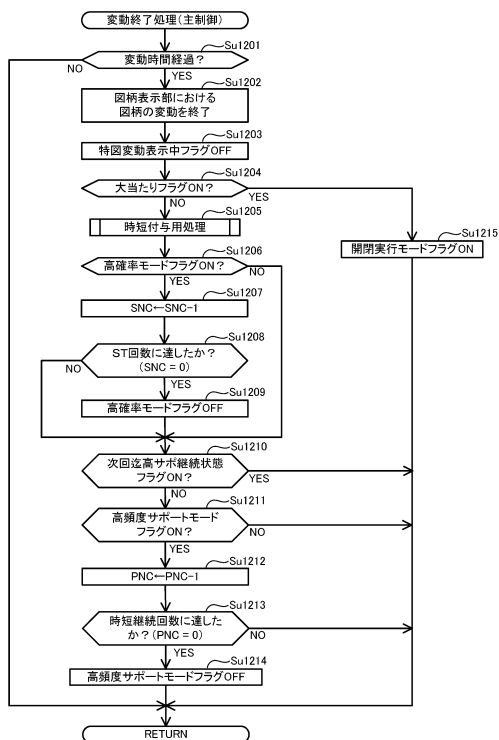 変動終了処理(主制御)
Su1201
変動時間経過？
NO
YES
Su1202
図柄表示部における
図柄の変動を終了
Su1203
特図変動表示中フラグOFF
Su1204
大当たりフラグON？
YES
NO
Su1205
時短付与用処理
Su1215
開閉実行モードフラグON
Su1206
高確率モードフラグON？
NO
YES
Su1207
SNC←SNC-1
Su1208
ST回数に達したか？
(SNC = 0)
NO
YES
Su1209
高確率モードフラグOFF
Su1210
次回迄高サポ継続状態
フラグON？
YES
NO
Su1211
高頻度サポートモード
フラグON？
NO
YES
Su1212
PNC←PNC-1
Su1213
時短継続回数に達した
か？(PNC = 0)
NO
YES
Su1214
高頻度サポートモードフラグOFF
RETURN